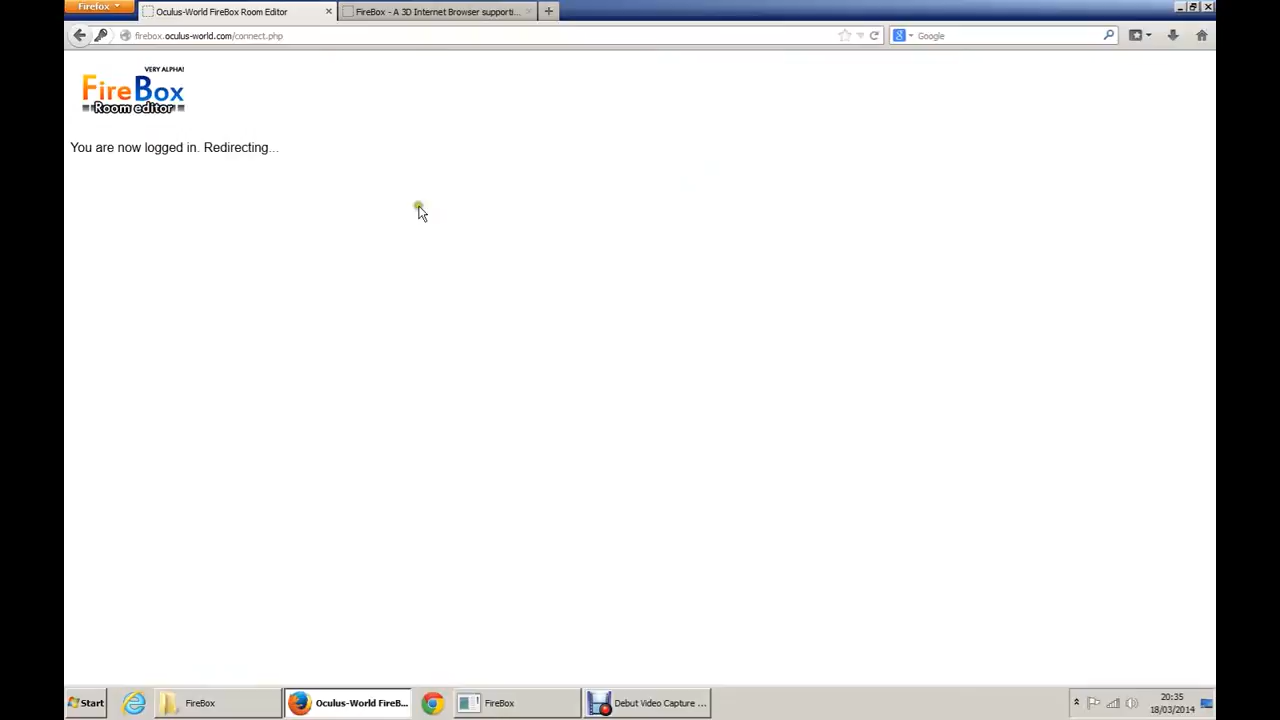 Firefox
Oculus-World FireBox Room Editor
FireBox - A 3D Internet Browser supporti...
firebox.oculus-world.com/connect.php
Google
VERY ALPHA!
FireBox
Room editor
You are now logged in. Redirecting...
Start
FireBox
Oculus-World FireB...
FireBox
Debut Video Capture ...
20:35
18/03/2014